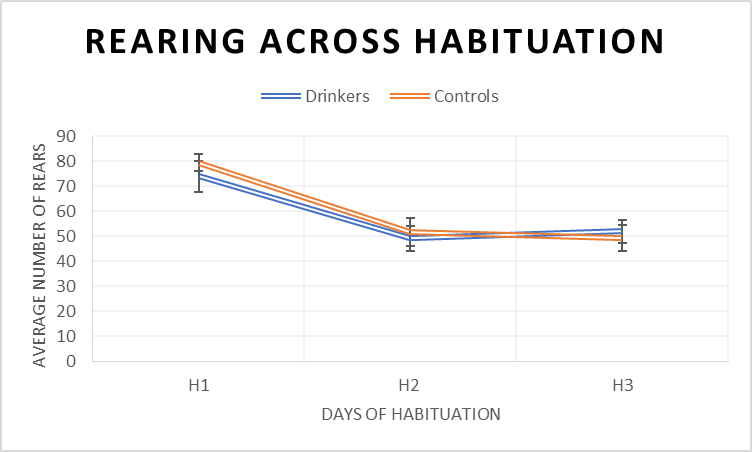 REARING ACROSS HABITUATION
Drinkers Controls
AVERAGE NUMBER OF REARS
90
80
70
60
50
40
30
20
10
0
H1 H2 H3
DAYS OF HABITUATION